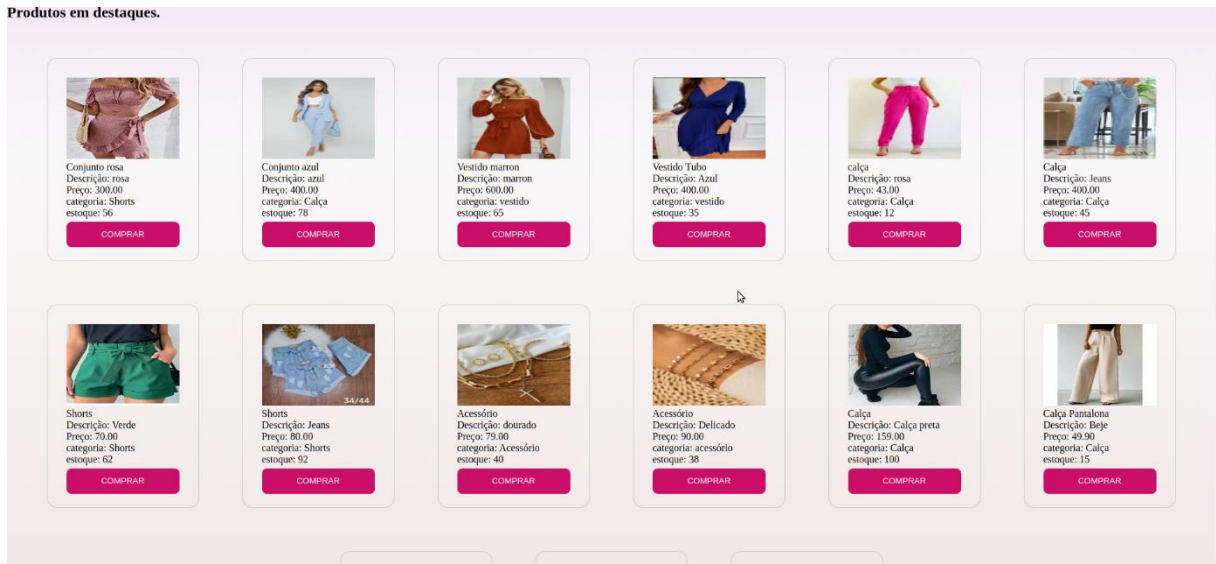 Produtos em destaques.
Conjunto rosa
Descrição: rosa
Preço: 300.00
categoria: Shorts
estoque: 56
COMPRAR
Conjunto azul
Descrição: azul
Preço: 400.00
categoria: Calça
estoque: 78
COMPRAR
Vestido marron
Descrição: marron
Preço: 600.00
categoria: vestido
estoque: 65
COMPRAR
Vestido Tubo
Descrição: Azul
Preço: 400.00
categoria: vestido
estoque: 35
COMPRAR
calça
Descrição: rosa
Preço: 43.00
categoria: Calça
estoque: 12
COMPRAR
Calça
Descrição: Jeans
Preço: 400.00
categoria: Calça
estoque: 45
COMPRAR
Shorts
Descrição: Verde
Preço: 70.00
categoria: Shorts
estoque: 62
COMPRAR
34/44
Shorts
Descrição: Jeans
Preço: 80.00
categoria: Shorts
estoque: 92
COMPRAR
Acessório
Descrição: dourado
Preço: 79.00
categoria: Acessório
estoque: 40
COMPRAR
Acessório
Descrição: Delicado
Preço: 90.00
categoria: acessório
estoque: 38
COMPRAR
Calça
Descrição: Calça preta
Preço: 159.00
categoria: Calça
estoque: 100
COMPRAR
Calça Pantalona
Descrição: Beje
Preço: 49.90
categoria: Calça
estoque: 15
COMPRAR